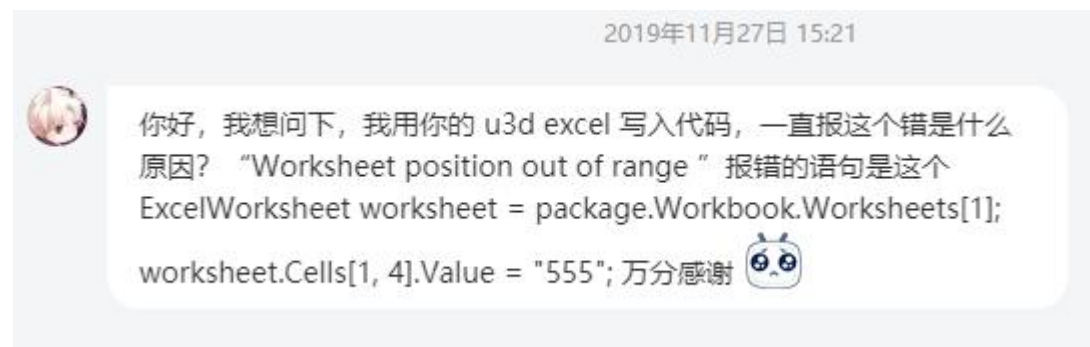 2019年11月27日 15:21
你好，我想问下，我用你的 u3d excel 写入代码，一直报这个错是什么
原因？ “Worksheet position out of range ”报错的语句是这个
ExcelWorksheet worksheet = package.Workbook.Worksheets[1];
worksheet.Cells[1, 4].Value = "555"; 万分感谢